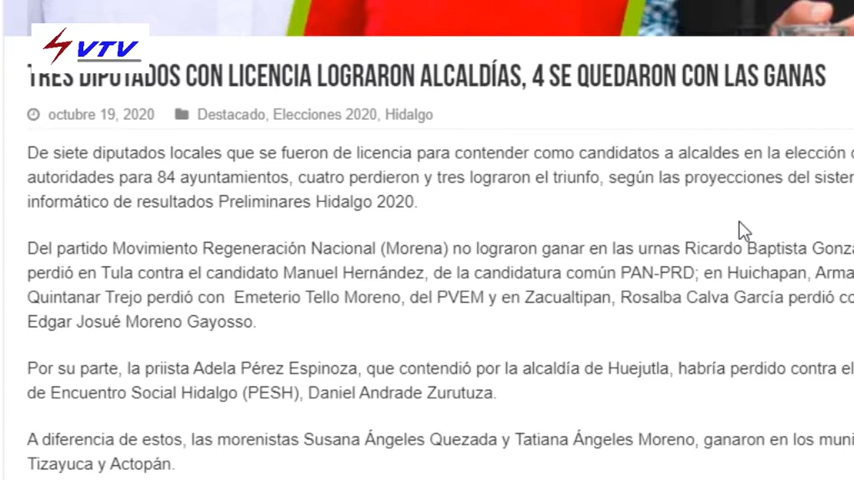 VTV
TRES DIPUTADOS CON LICENCIA LOGRARON ALCALDÍAS, 4 SE QUEDARON CON LAS GANAS
octubre 19, 2020 Destacado, Elecciones 2020, Hidalgo
De siete diputados locales que se fueron de licencia para contender como candidatos a alcaldes en la elección
autoridades para 84 ayuntamientos, cuatro perdieron y tres lograron el triunfo, según las proyecciones del
informático de resultados Preliminares Hidalgo 2020.
Del partido Movimiento Regeneración Nacional (Morena) no lograron ganar en las urnas Ricardo Baptista
perdió en Tula contra el candidato Manuel Hernández, de la candidatura común PAN-PRD; en Huichapan,
Quintanar Trejo perdió con Emeterio Tello Moreno, del PVEM y en Zacualtipan, Rosalba Calva García perdió
Edgar Josué Moreno Gayosso.
Por su parte, la priista Adela Pérez Espinoza, que contendió por la alcaldía de Huejutla, habría perdido contra el
de Encuentro Social Hidalgo (PESH), Daniel Andrade Zurutuza.
A diferencia de estos, las morenistas Susana Ángeles Quezada y Tatiana Ángeles Moreno, ganaron en los
Tizayuca y Actopán.